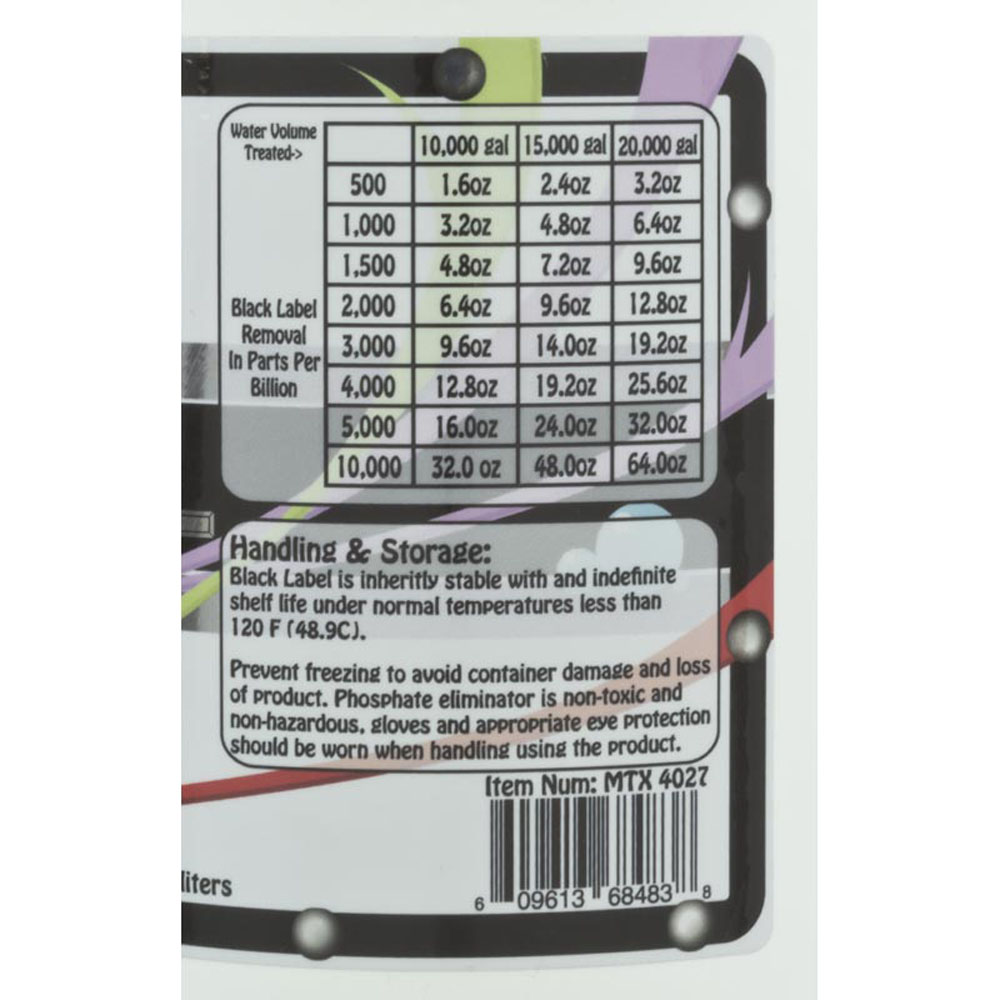 Water Volume
Treated->
10,000 gal 15,000 gal 20,000 gal
500 1.6oz 2.4oz 3.2oz
1,000 3.2oz 4.8oz 6.4oz
1,500 4.8oz 7.2oz 9.6oz
Black Label
Removal
In Parts Per
Billion
2,000 6.4oz 9.6oz 12.8oz
3,000 9.6oz 14.0oz 19.2oz
4,000 12.8oz 19.2oz 25.6oz
5,000 16.0oz 24.0oz 32.0oz
10,000 32.0 oz 48.0oz 64.0oz
Handling & Storage:
Black Label is inheritly stable with and indefinite
shelf life under normal temperatures less than
120 F (48.9C).
Prevent freezing to avoid container damage and loss
of product. Phosphate eliminator is non-toxic and
non-hazardous, gloves and appropriate eye protection
should be worn when handling using the product.
Item Num: MTX 4027
6 09613 68483 8
liters